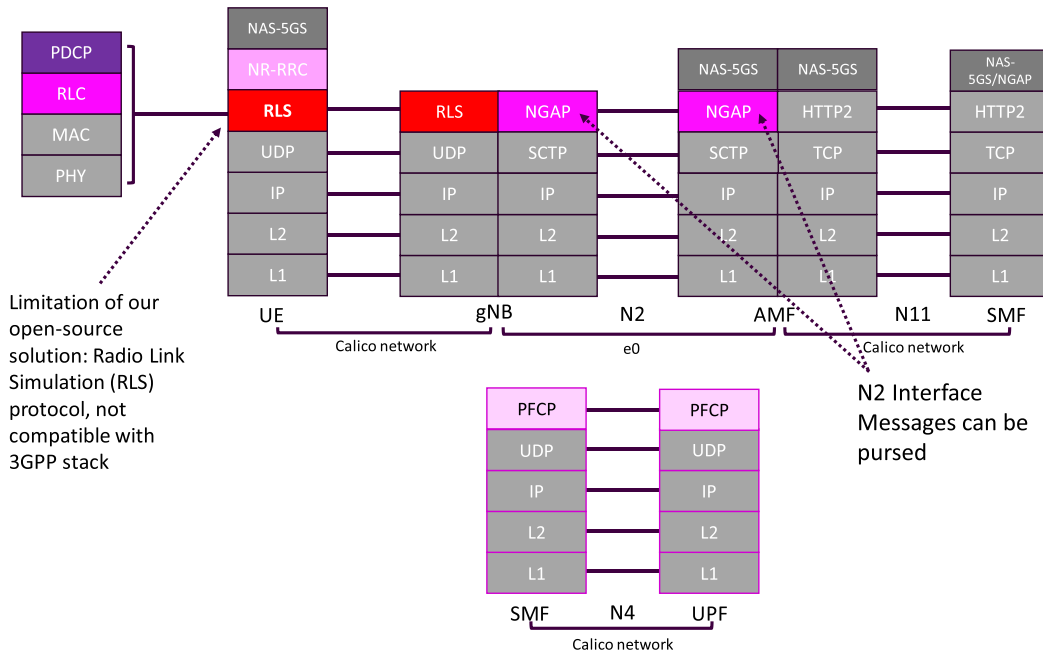 PDCP
RLC
MAC
PHY
NAS-5GS
NR-RRC
RLS
UDP
IP
L2
L1
RLS
UDP
IP
L2
L1
NGAP
SCTP
IP
L2
L1
NAS-5GS
NGAP
SCTP
IP
L2
L1
NAS-5GS
HTTP2
TCP
IP
L2
L1
NAS-
5GS/NGAP
HTTP2
TCP
IP
L2
L1
UE
gNB
N2
AMF
N11
SMF
Calico network
e0
Calico network
Limitation of our
open-source
solution: Radio Link
Simulation (RLS)
protocol, not
compatible with
3GPP stack
N2 Interface
Messages can be
pursed
PFCP
UDP
IP
L2
L1
PFCP
UDP
IP
L2
L1
SMF
N4
UPF
Calico network